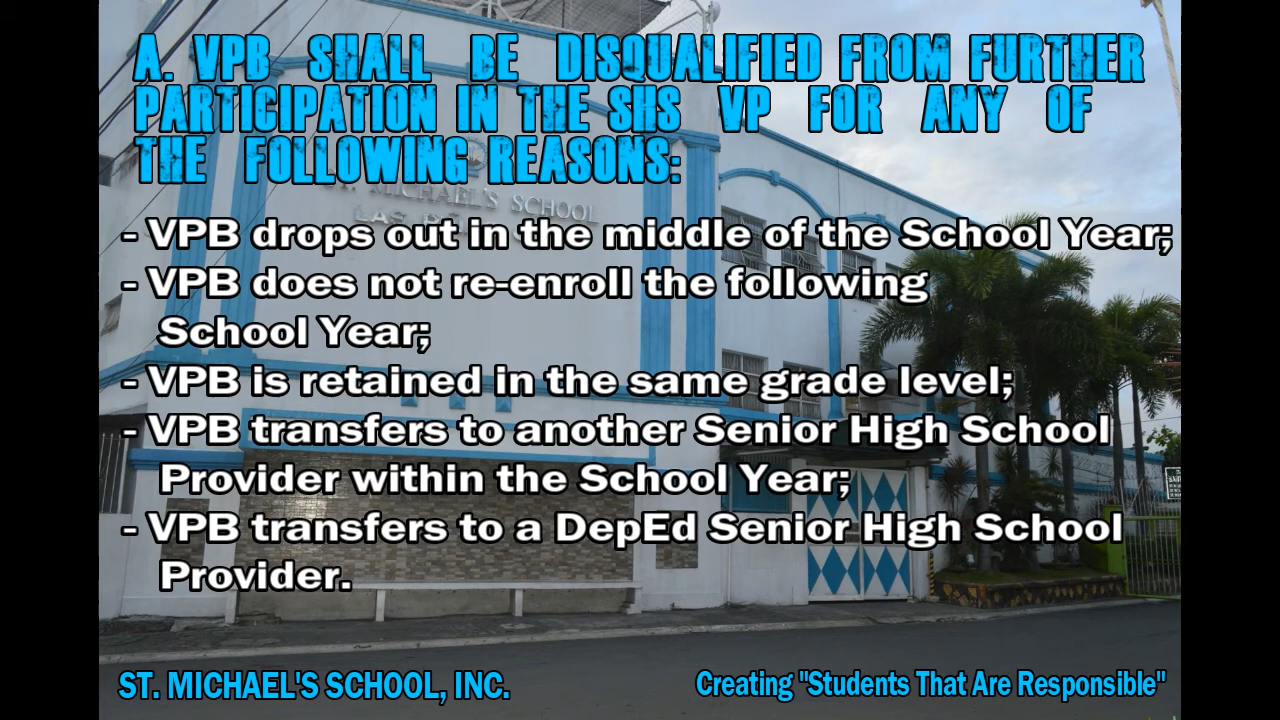 A. VPB SHALL BE DISQUALIFIED FROM FURTHER
PARTICIPATION IN THE SHS VP FOR ANY OF
THE FOLLOWING REASONS:
ST. MICHAEL'S SCHOOL
- VPB drops out in the middle of the School Year;
- VPB does not re-enroll the following
School Year;
- VPB is retained in the same grade level;
- VPB transfers to another Senior High School
Provider within the School Year;
- VPB transfers to a DepEd Senior High School
Provider.
ST. MICHAEL'S SCHOOL, INC.
Creating "Students That Are Responsible"